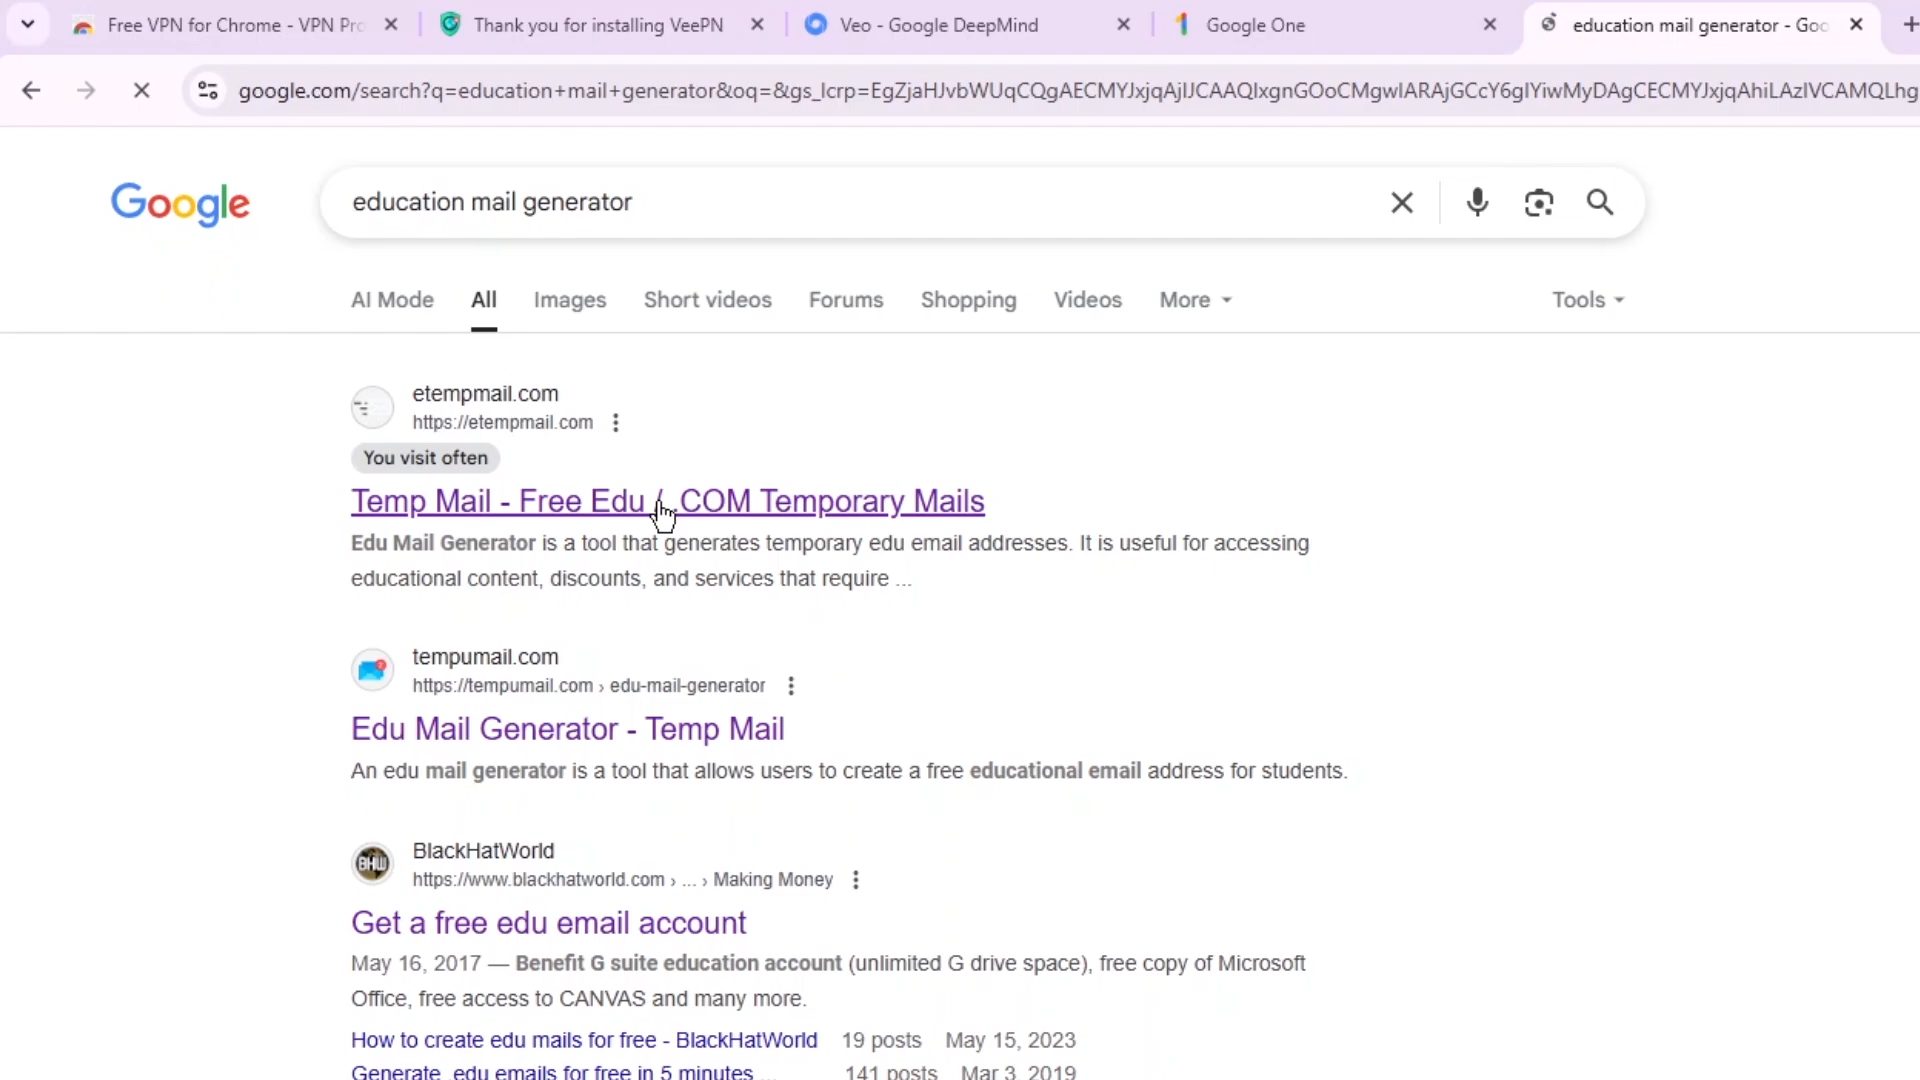 Free VPN for Chrome - VPN Pro
Thank you for installing VeePN
Veo - Google DeepMind
Google One
education mail generator - Goo
google.com/search?q=education+mail+generator&oq=&gs_lcrp=
Google
education mail generator
AI Mode
All
Images
Short videos
Forums
Shopping
Videos
More
Tools
etempmail.com
https://etempmail.com
You visit often
Temp Mail - Free Edu / .COM Temporary Mails
Edu Mail Generator is a tool that generates temporary edu email addresses. It is useful for accessing
educational content, discounts, and services that require ...
tempumail.com
https://tempumail.com › edu-mail-generator
Edu Mail Generator - Temp Mail
An edu mail generator is a tool that allows users to create a free educational email address for students.
BHW
BlackHatWorld
https://www.blackhatworld.com › ... › Making Money
Get a free edu email account
May 16, 2017 — Benefit G suite education account (unlimited G drive space), free copy of Microsoft
Office, free access to CANVAS and many more.
How to create edu mails for free - BlackHatWorld 19 posts May 15, 2023
Generate .edu emails for free in 5 minutes ... 141 posts Mar 3, 2019